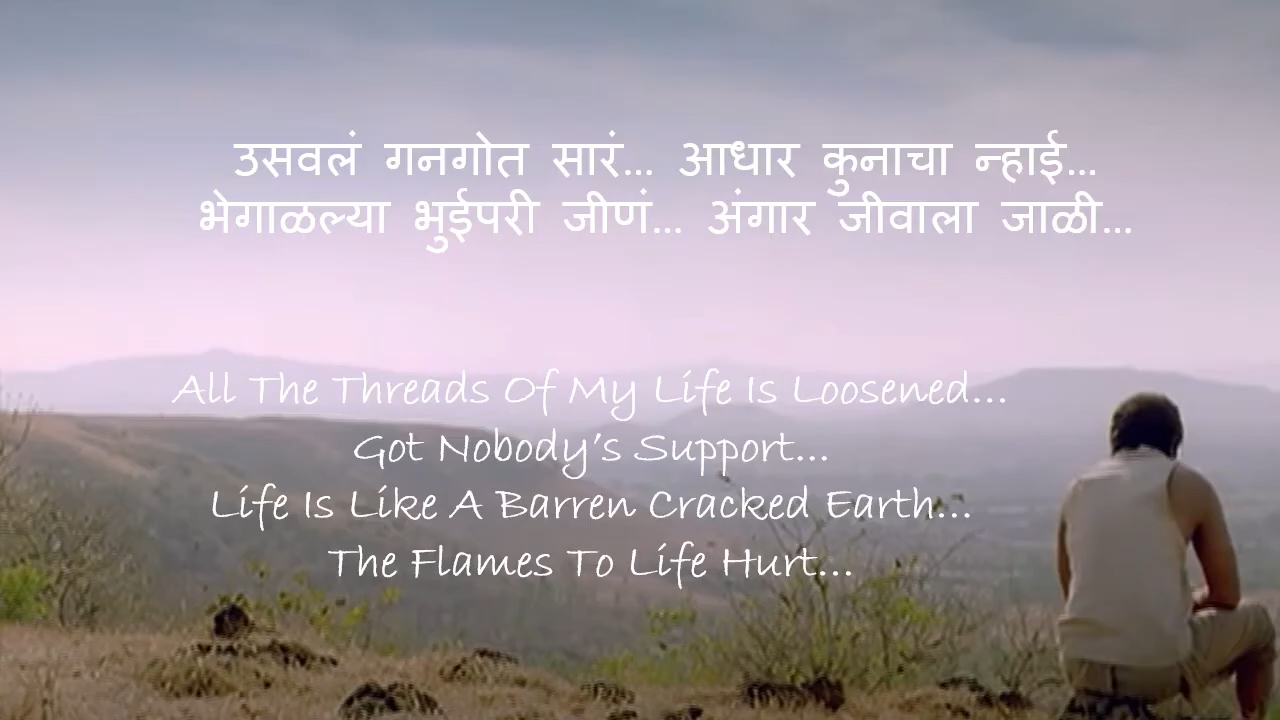 उसवलं गनगोत सारं... आधार कुनाचा न्हाई...
भेगाळल्या भुईपरी जीणं... अंगार जीवाला जाळी...
All The Threads Of My Life Is Loosened...
Got Nobody's Support...
Life Is Like A Barren Cracked Earth...
The Flames To Life Hurt...